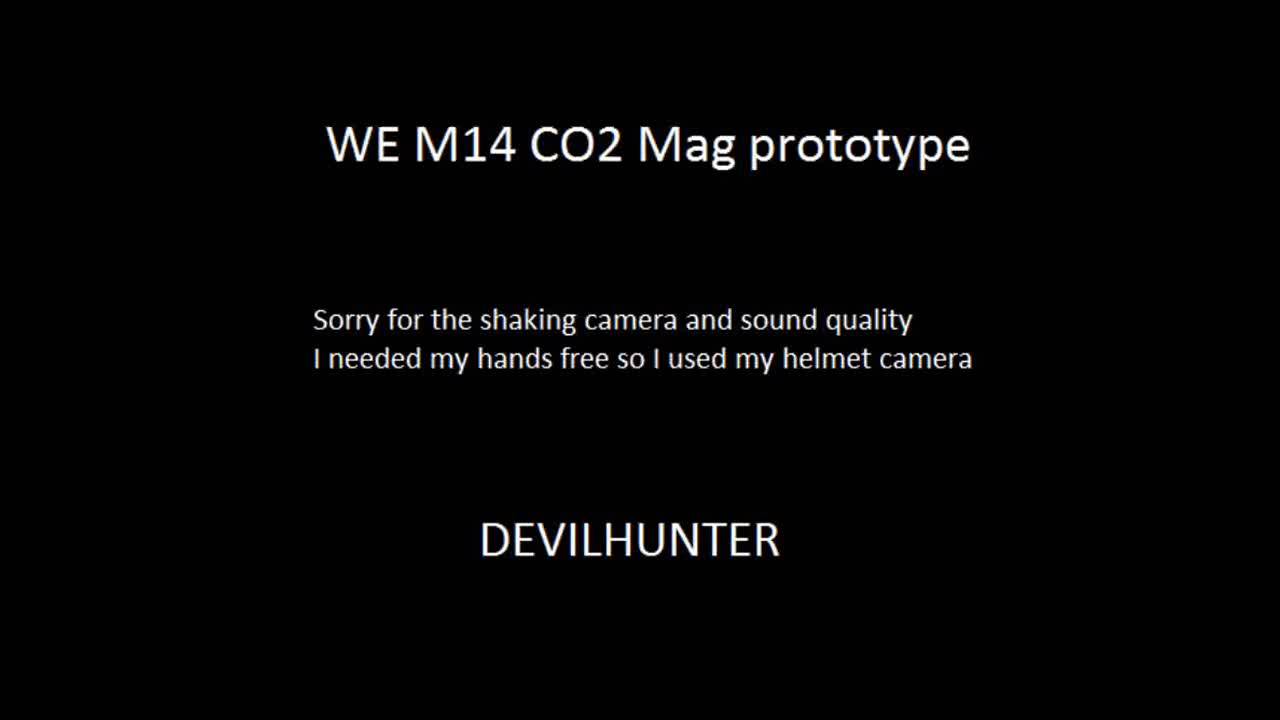 WE M14 CO2 Mag prototype
Sorry for the shaking camera and sound quality
I needed my hands free so I used my helmet camera
DEVILHUNTER